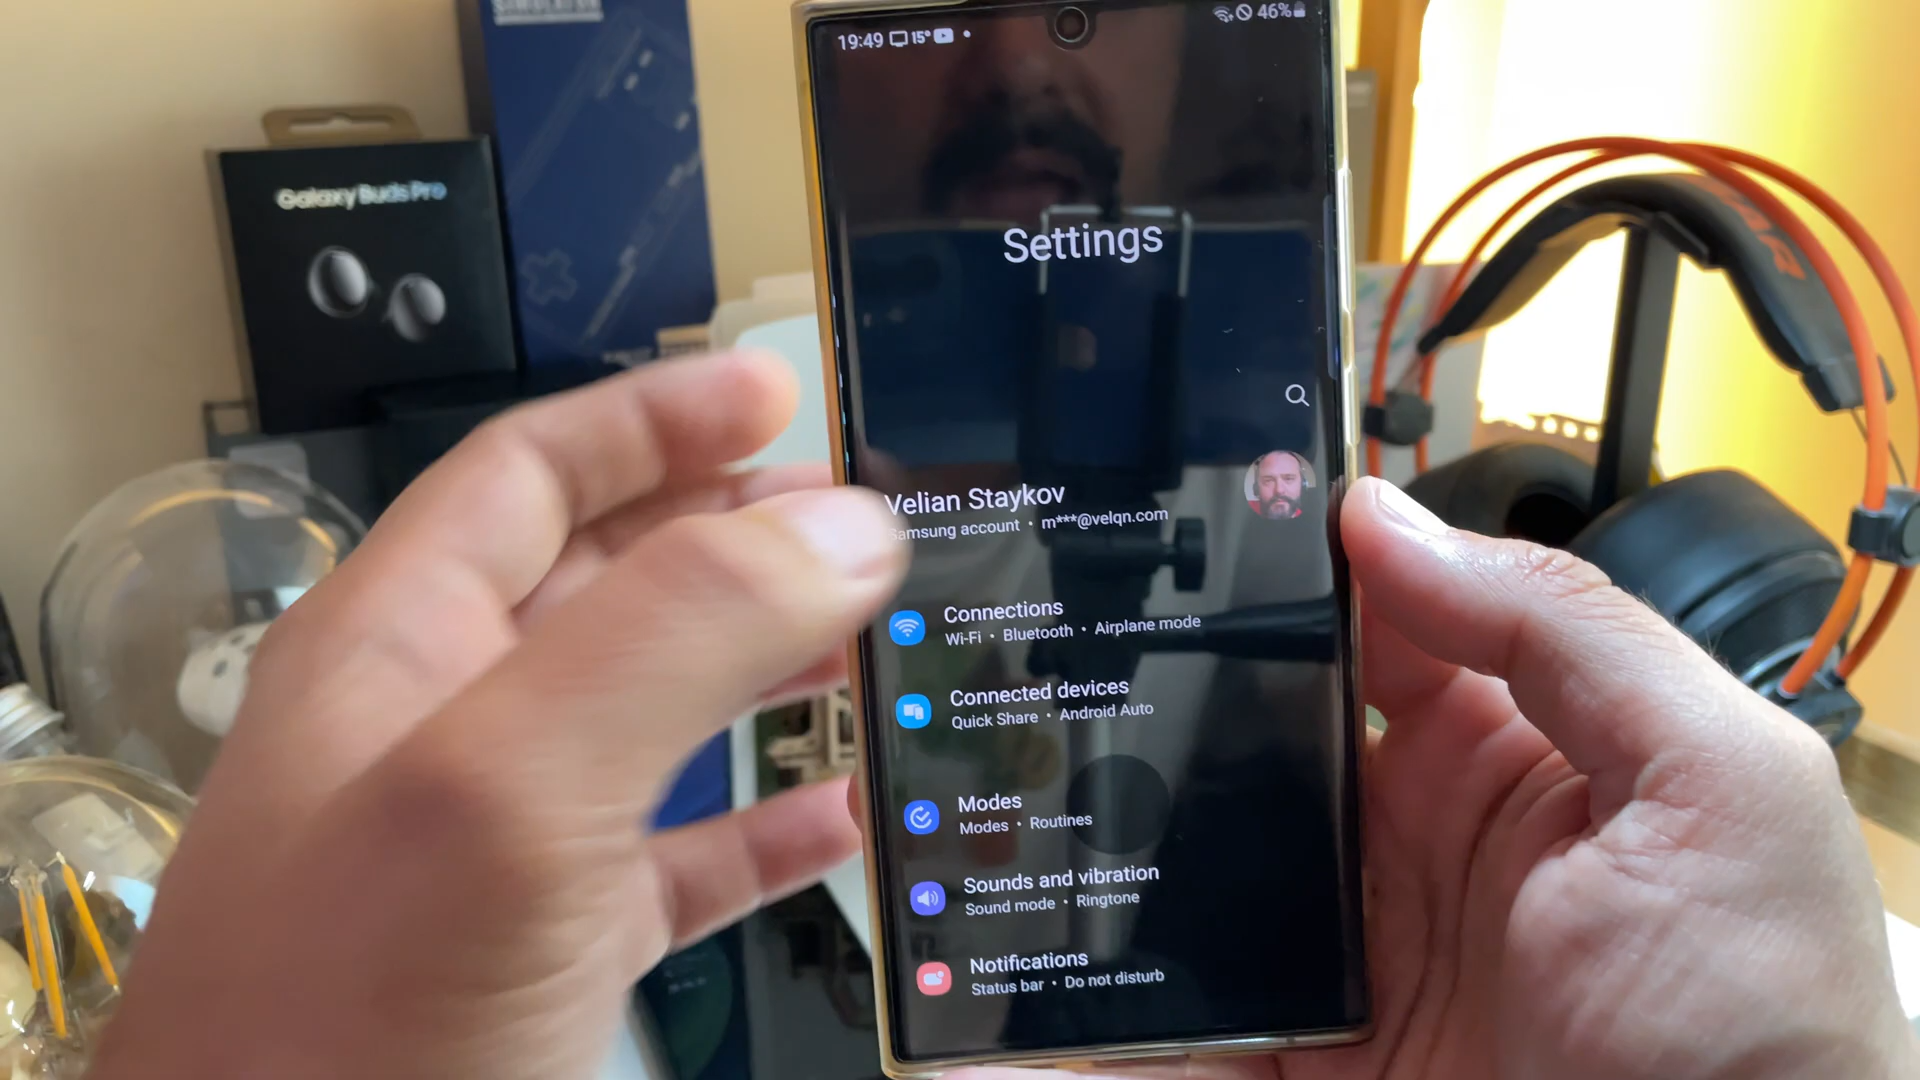 SIMULATOR
Galaxy Buds Pro
19:49 15°
46%
Settings
Velian Staykov
Samsung account • m***@velqn.com
Connections
Wi-Fi • Bluetooth • Airplane mode
Connected devices
Quick Share • Android Auto
Modes
Modes • Routines
Sounds and vibration
Sound mode • Ringtone
Notifications
Status bar • Do not disturb